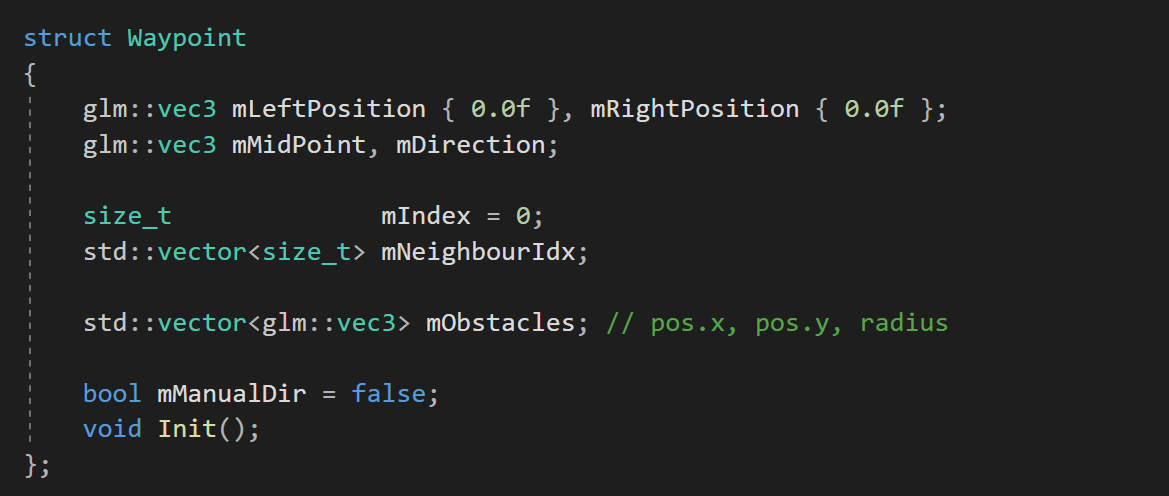 struct Waypoint
{
    glm::vec3 mLeftPosition { 0.0f }, mRightPosition { 0.0f };
    glm::vec3 mMidPoint, mDirection;
    size_t              mIndex = 0;
    std::vector<size_t> mNeighbourIdx;
    std::vector<glm::vec3> mObstacles; // pos.x, pos.y, radius
    bool mManualDir = false;
    void Init();
};